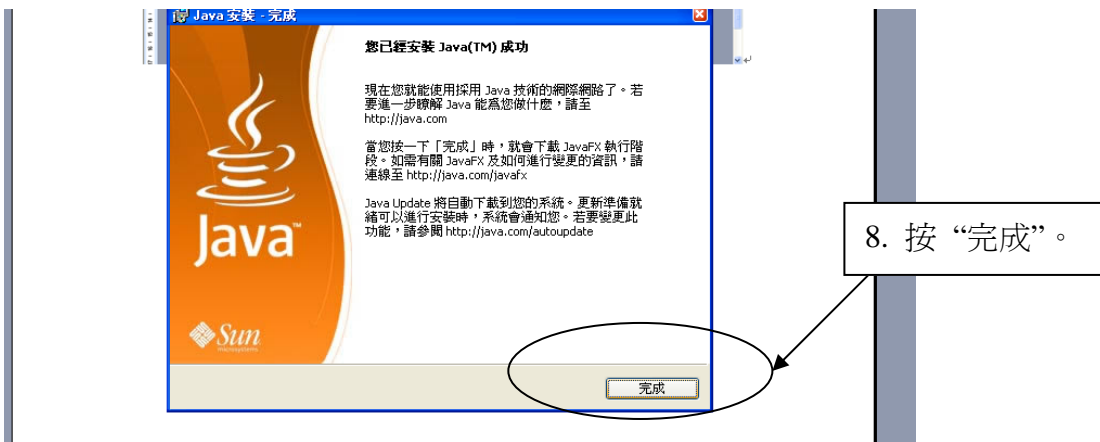 Java 安裝 - 完成
您已經安裝 Java(TM) 成功
現在您就能使用採用 Java 技術的網際網路了。若
要進一步瞭解 Java 能為您做什麼，請至
http://java.com
當您按一下「完成」時，就會下載 JavaFX 執行階
段。如需有關 JavaFX 及如何進行變更的資訊，請
連線至 http://java.com/javafx
Java Update 將自動下載到您的系統。更新準備就
緒可以進行安裝時，系統會通知您。若要變更此
功能，請參閱 http://java.com/autoupdate
Java™
Sun
microsystems
完成
8. 按 “完成”。